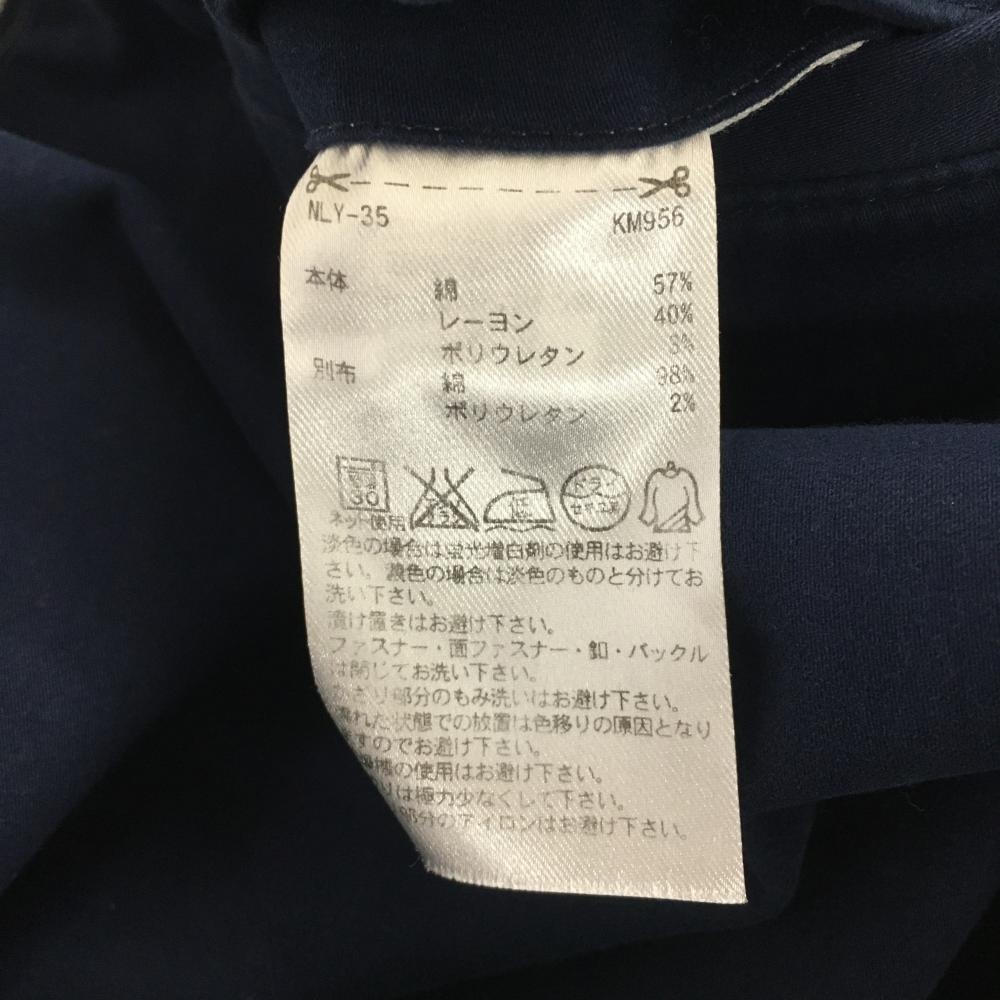 NLY-35 KM956
本体 綿 57%
レーヨン 40%
ポリウレタン 3%
別布 綿 98%
ポリウレタン 2%
30 ドライ
ネット使用
淡色の場合は蛍光増白剤の使用はお避け下
さい。濃色の場合は淡色のものと分けてお
洗い下さい。
漬け置きはお避け下さい。
ファスナー・面ファスナー・釦・バックル
は閉じてお洗い下さい。
かざり部分のもみ洗いはお避け下さい。
濡れた状態での放置は色移りの原因となり
すのでお避け下さい。
機の使用はお避け下さい。
りは極力少なくして下さい。
部分のアイロンはお避け下さい。